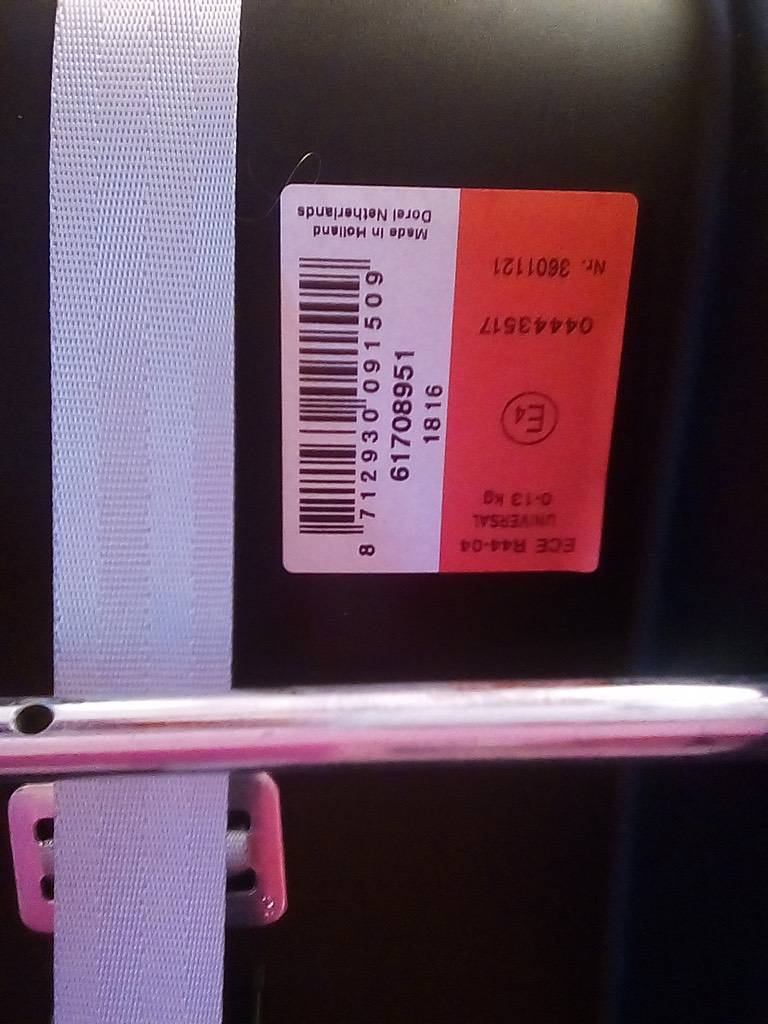 ECE R44-04
UNIVERSAL
0-13 kg
E4
04443517
Nr. 3601121
Made in Holland
Dorel Netherlands
8 712930 091509
61708951
1816